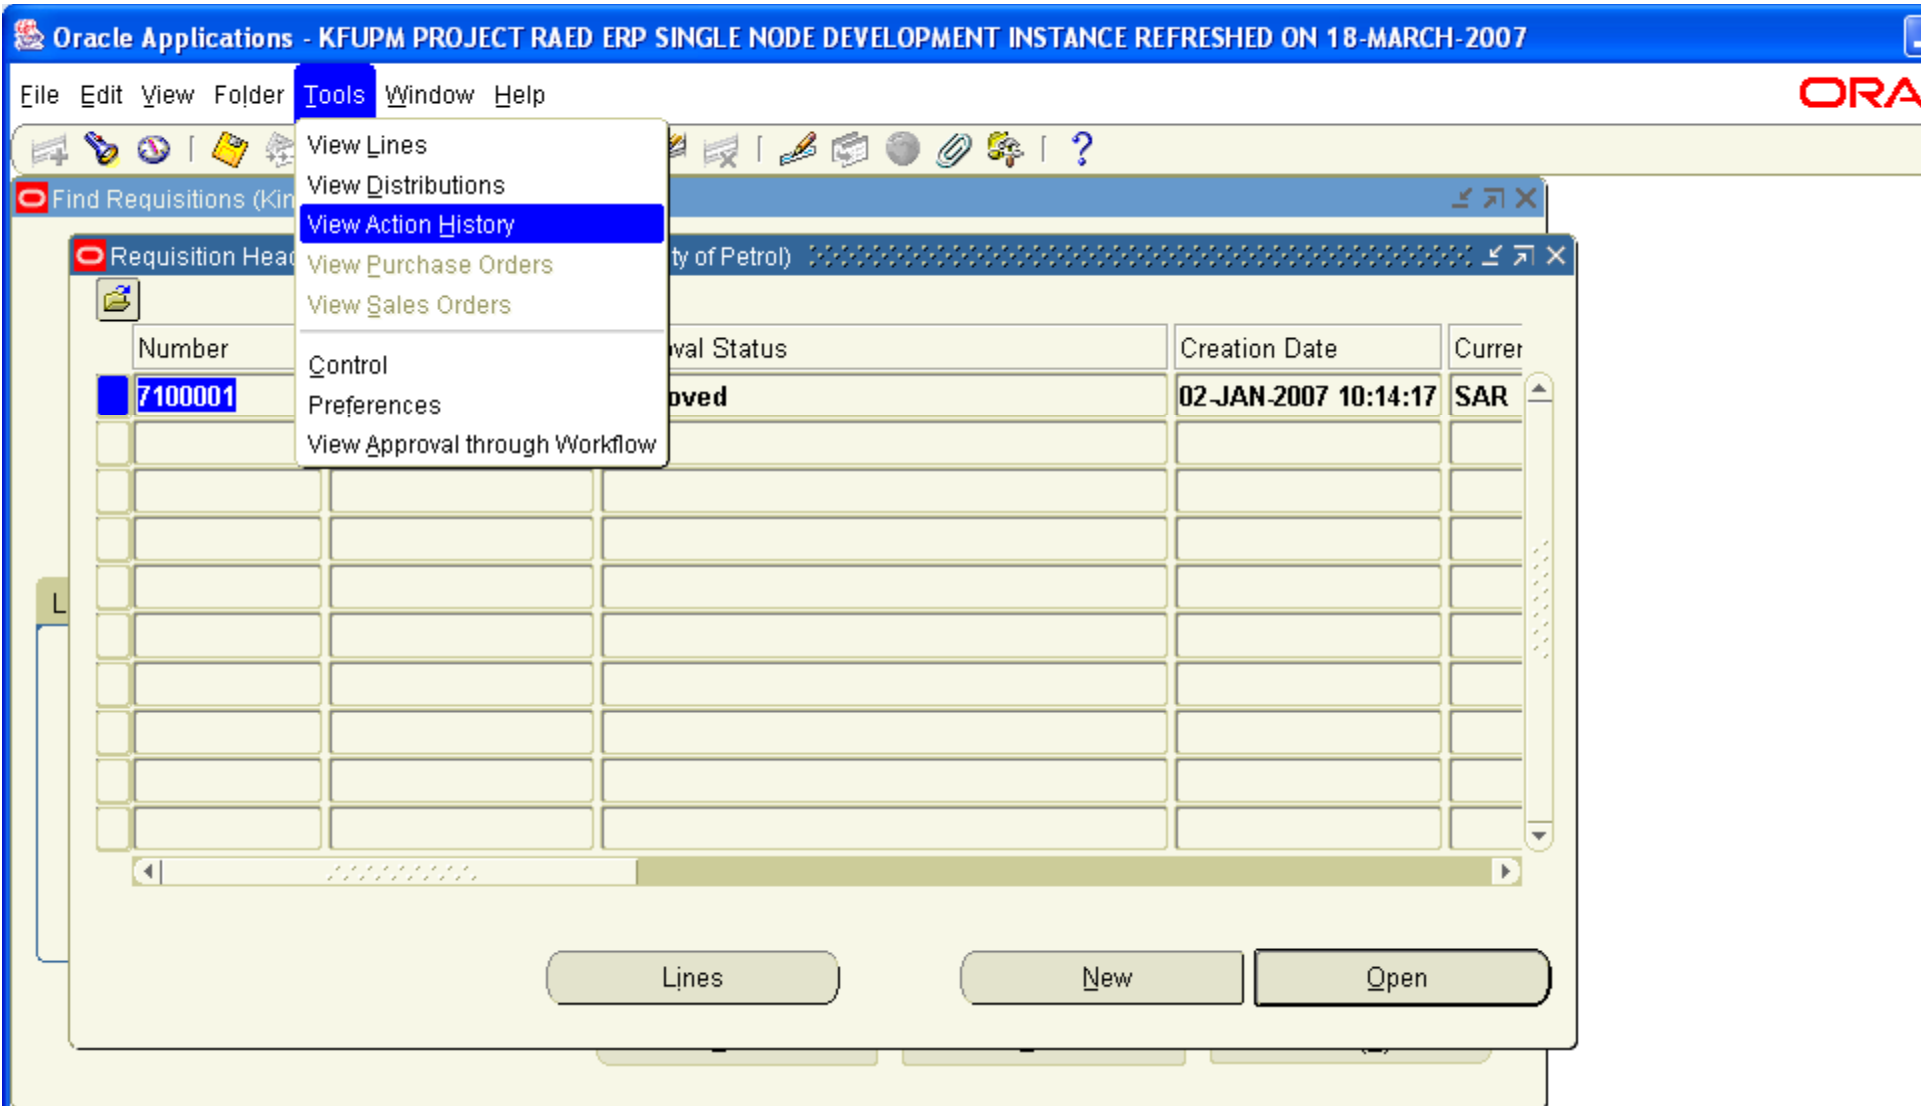 Oracle Applications - KFUPM PROJECT RAED ERP SINGLE NODE DEVELOPMENT INSTANCE REFRESHED ON 18-MARCH-2007
File Edit View Folder Tools Window Help
ORA
View Lines
View Distributions
View Action History
View Purchase Orders
View Sales Orders
Control
Preferences
View Approval through Workflow
Find Requisitions (Kin
Requisition Head
ty of Petrol)
Number
val Status
Creation Date
Curren
7100001
oved
02-JAN-2007 10:14:17
SAR
L
Lines
New
Open